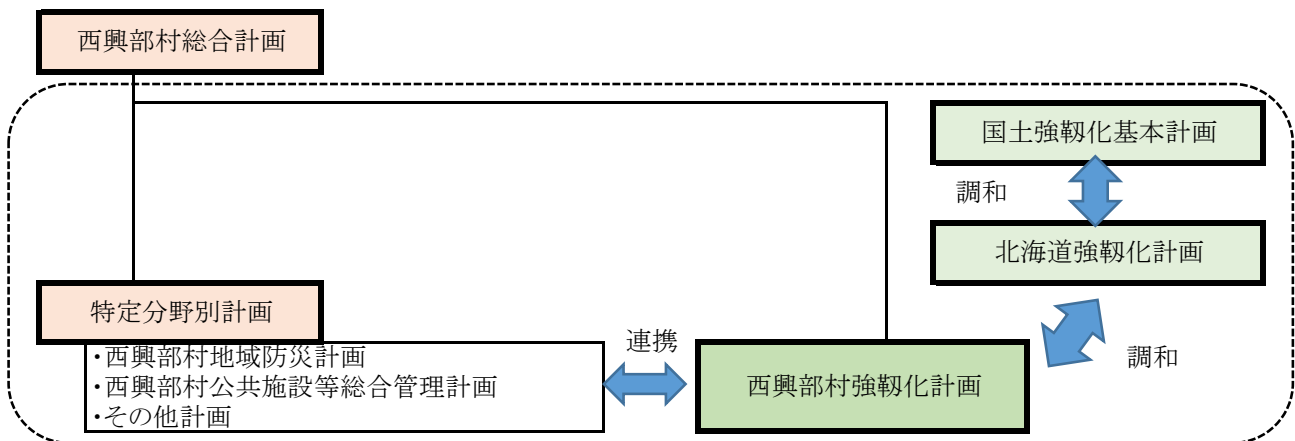 西興部村総合計画
国土強靱化基本計画
調和
北海道強靱化計画
特定分野別計画
・西興部村地域防災計画
・西興部村公共施設等総合管理計画
・その他計画
連携
西興部村強靱化計画
調和